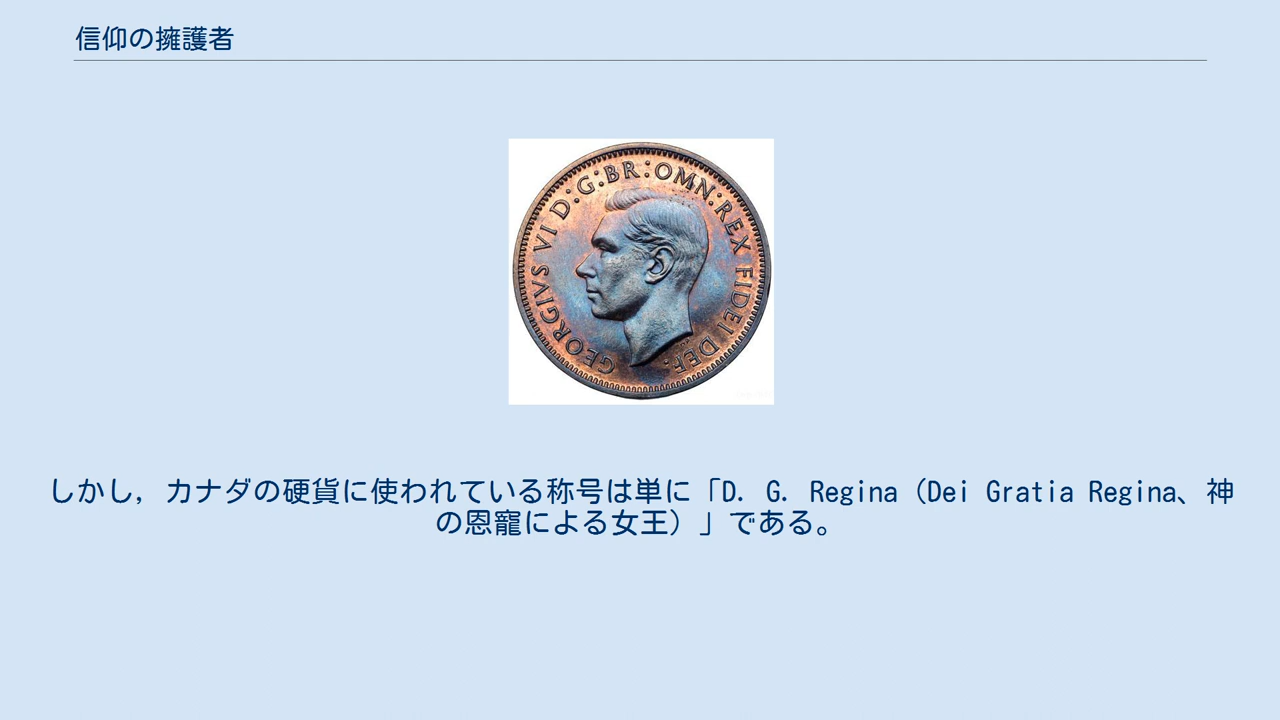 信仰の擁護者
GEORGIVS VI D:G:BR:OMN:REX FIDEI DEF:
しかし，カナダの硬貨に使われている称号は単に「D. G. Regina（Dei Gratia Regina、神
の恩寵による女王）」である。